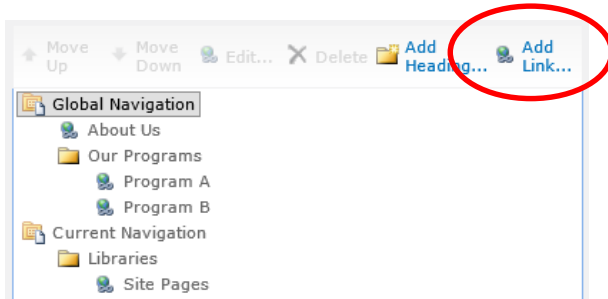 Move Up
Move Down
Edit...
Delete
Add Heading...
Add Link...
Global Navigation
About Us
Our Programs
Program A
Program B
Current Navigation
Libraries
Site Pages